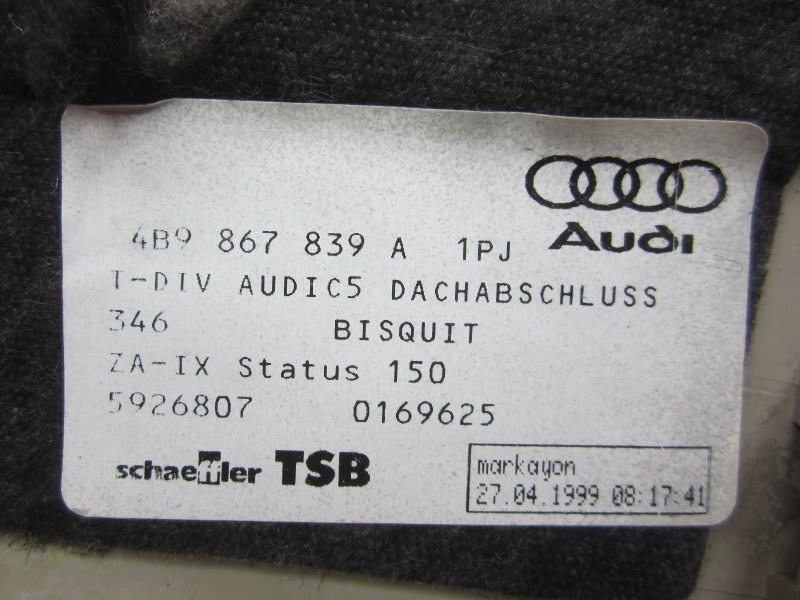 Audi
4B9 867 839 A 1PJ
T-DIV AUDIC5 DACHABSCHLUSS
346 BISQUIT
ZA-IX Status 150
5926807 0169625
schaeffler TSB
markayon
27.04.1999 08:17:41